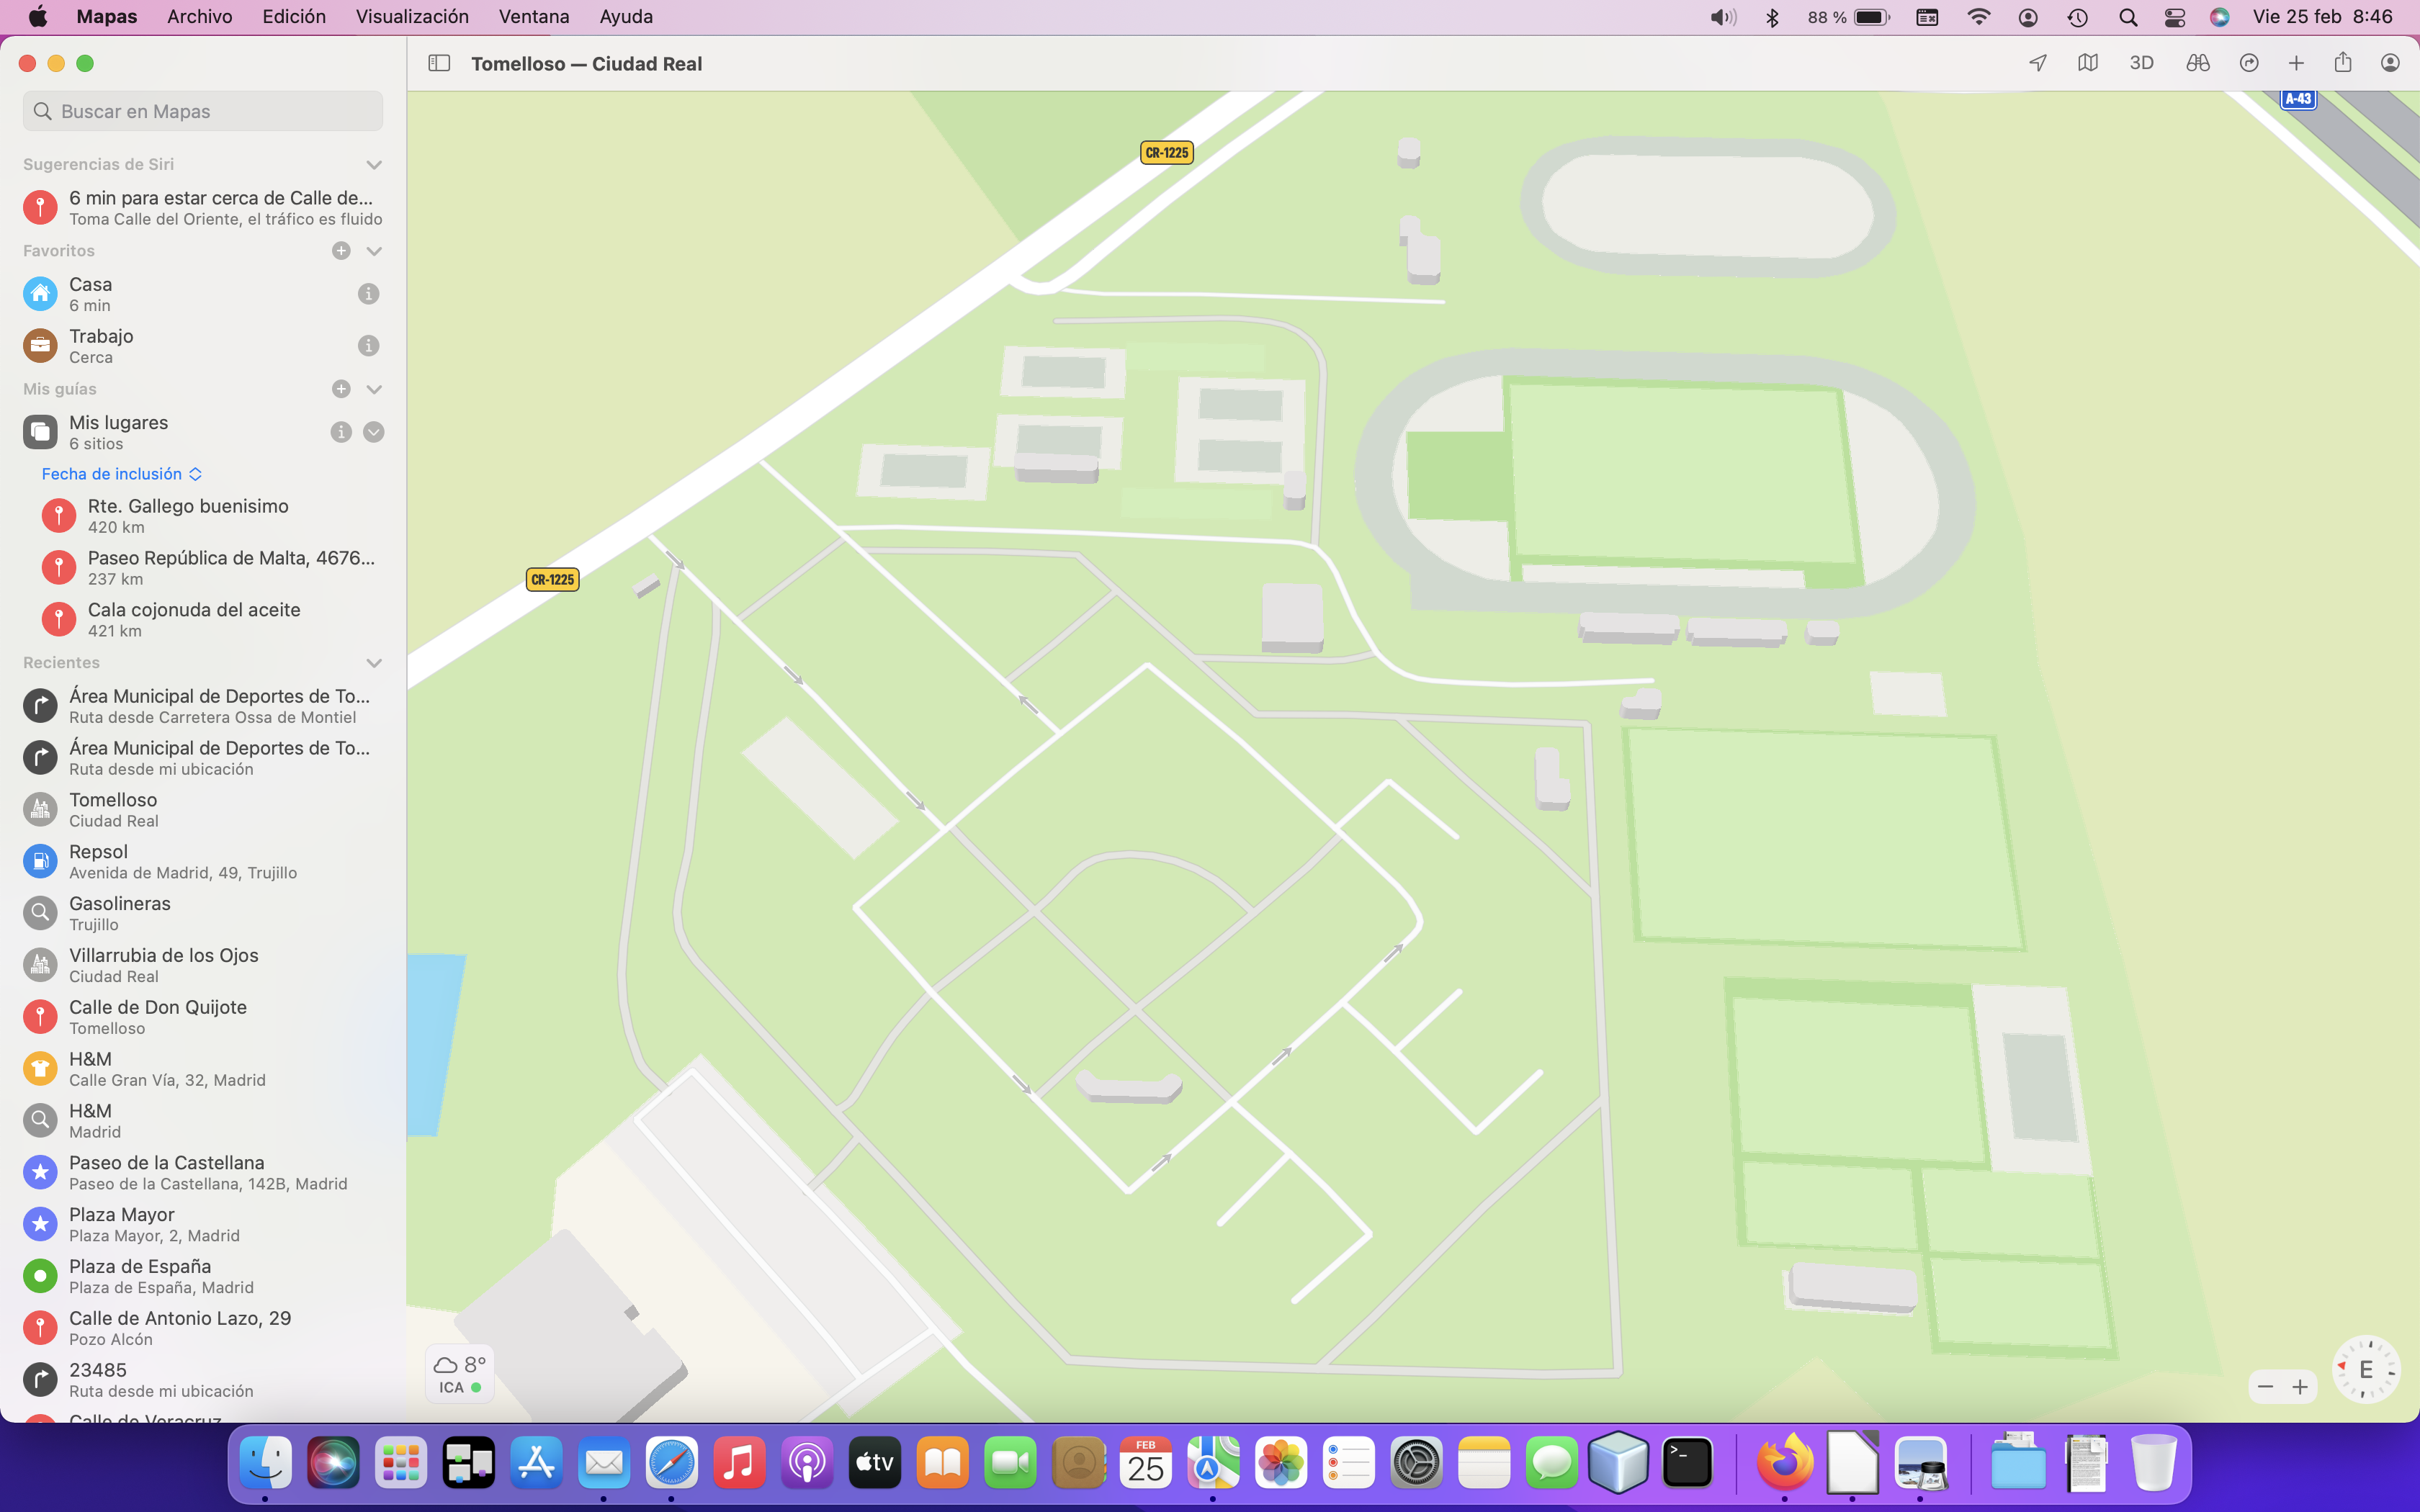 Mapas Archivo Edición Visualización Ventana Ayuda 88 % Vie 25 feb 8:46
Tomelloso — Ciudad Real 3D
Buscar en Mapas
Sugerencias de Siri
6 min para estar cerca de Calle de...
Toma Calle del Oriente, el tráfico es fluido
Favoritos
Casa
6 min
Trabajo
Cerca
Mis guías
Mis lugares
6 sitios
Fecha de inclusión
Rte. Gallego buenisimo
420 km
Paseo República de Malta, 4676...
237 km
Cala cojonuda del aceite
421 km
Recientes
Área Municipal de Deportes de To...
Ruta desde Carretera Ossa de Montiel
Área Municipal de Deportes de To...
Ruta desde mi ubicación
Tomelloso
Ciudad Real
Repsol
Avenida de Madrid, 49, Trujillo
Gasolineras
Trujillo
Villarrubia de los Ojos
Ciudad Real
Calle de Don Quijote
Tomelloso
H&M
Calle Gran Vía, 32, Madrid
H&M
Madrid
Paseo de la Castellana
Paseo de la Castellana, 142B, Madrid
Plaza Mayor
Plaza Mayor, 2, Madrid
Plaza de España
Plaza de España, Madrid
Calle de Antonio Lazo, 29
Pozo Alcón
23485
Ruta desde mi ubicación
Calle de Veracruz
A-43
CR-1225
CR-1225
8°
ICA
E
tv
FEB
25